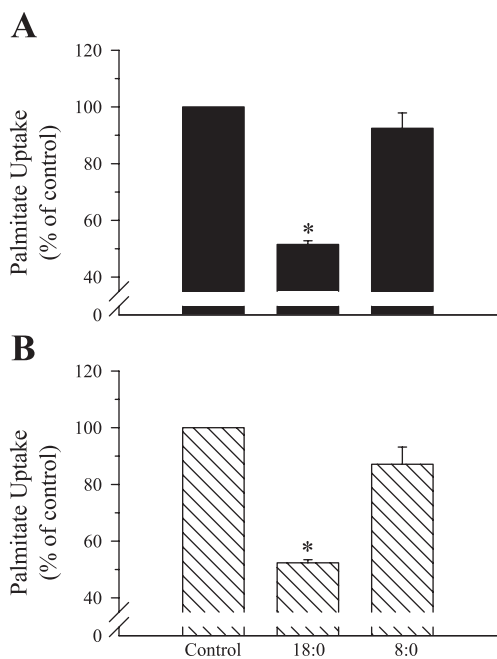 A
120
100
80
60
40
0
Palmitate Uptake
(% of control)
*
B
120
100
80
60
40
0
Palmitate Uptake
(% of control)
*
Control 18:0 8:0